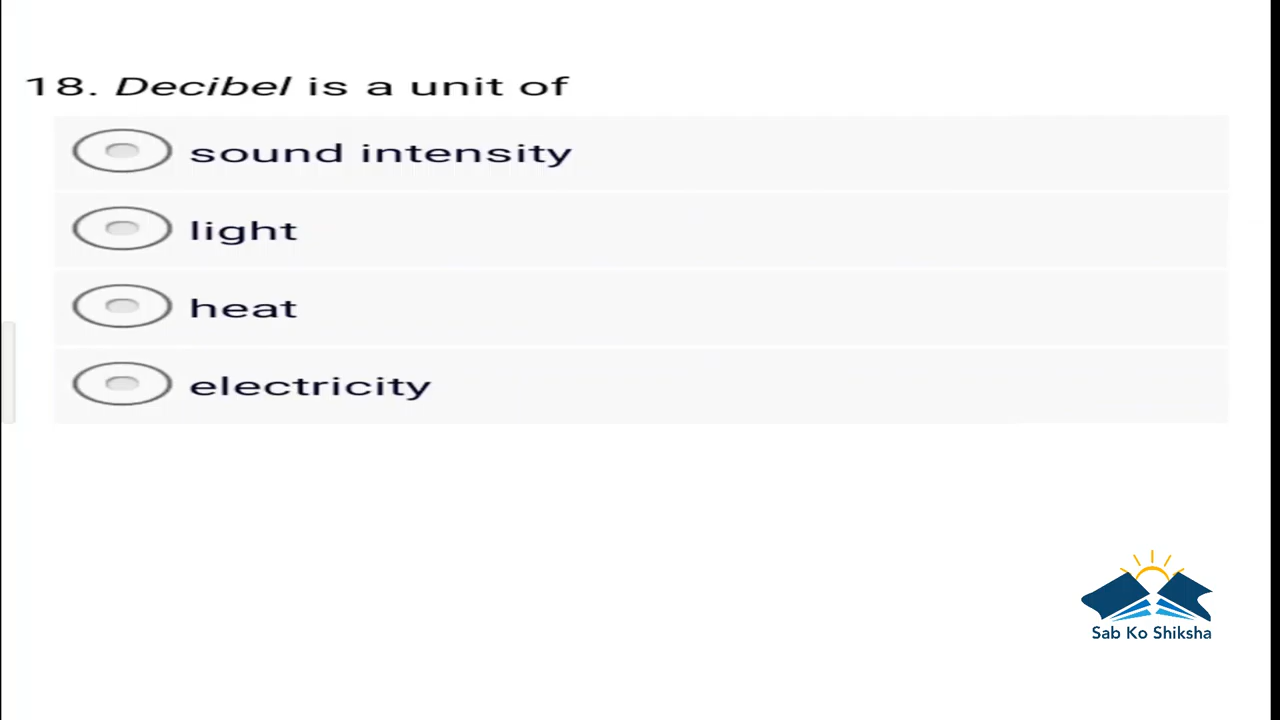 18. Decibel is a unit of
sound intensity
light
heat
electricity
Sab Ko Shiksha